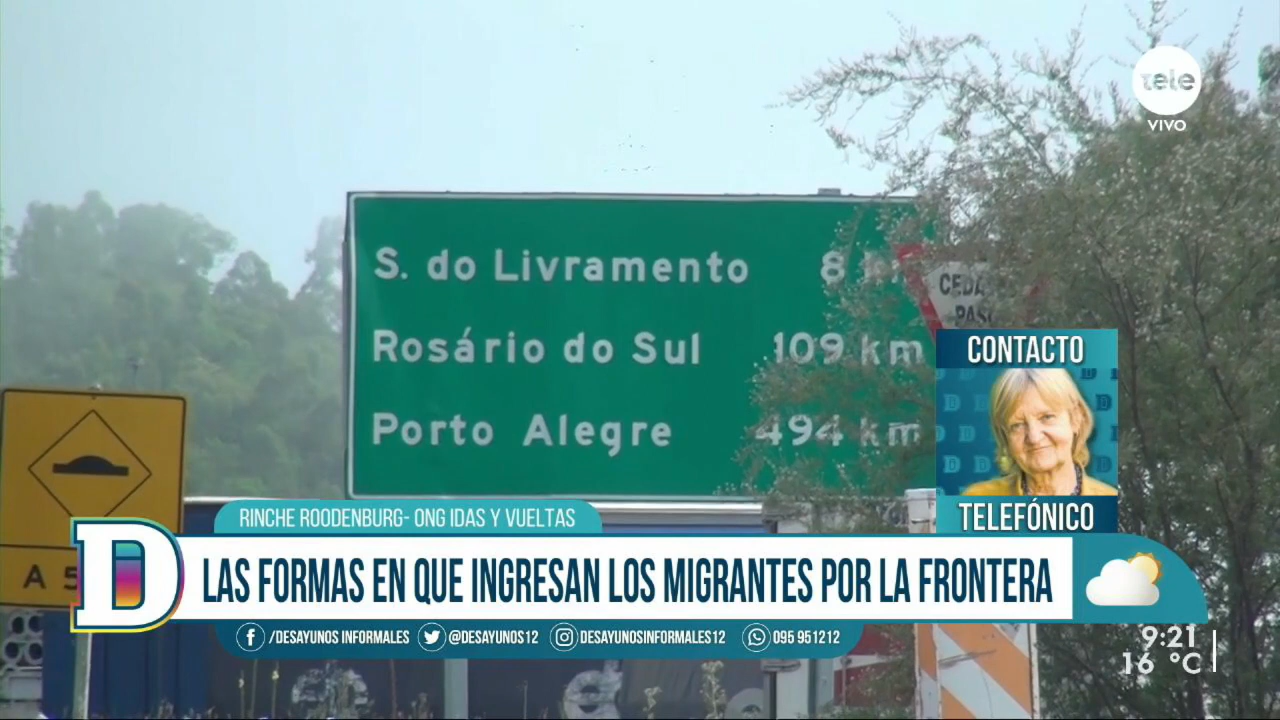 tele
VIVO
S. do Livramento 8
Rosário do Sul 109 km
Porto Alegre 494 km
CONTACTO
TELEFÓNICO
RINCHE ROODENBURG- ONG IDAS Y VUELTAS
D
LAS FORMAS EN QUE INGRESAN LOS MIGRANTES POR LA FRONTERA
A 5
/DESAYUNOS INFORMALES @DESAYUNOS12 DESAYUNOSINFORMALES12 095 951212
9:21
16 °C